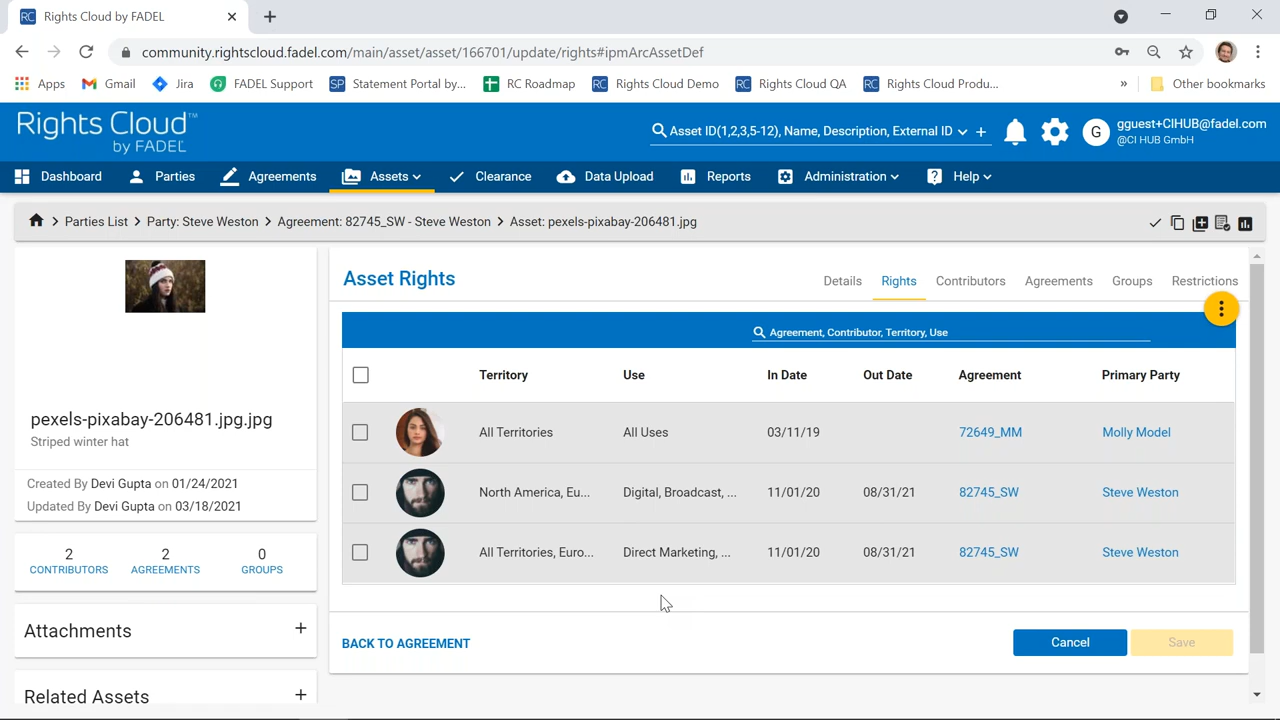 Rights Cloud by FADEL
community.rightscloud.fadel.com/main/asset/asset/166701/update/rights#ipmArcAssetDef
Apps Gmail Jira FADEL Support Statement Portal by... RC Roadmap Rights Cloud Demo Rights Cloud QA Rights Cloud Produ... » Other bookmarks
Rights Cloud™
by FADEL
Asset ID(1,2,3,5-12), Name, Description, External ID
G
gguest+CIHUB@fadel.com
@CI HUB GmbH
Dashboard Parties Agreements Assets Clearance Data Upload Reports Administration Help
Parties List > Party: Steve Weston > Agreement: 82745_SW - Steve Weston > Asset: pexels-pixabay-206481.jpg
pexels-pixabay-206481.jpg.jpg
Striped winter hat
Created By Devi Gupta on 01/24/2021
Updated By Devi Gupta on 03/18/2021
2 2 0
CONTRIBUTORS AGREEMENTS GROUPS
Attachments +
Related Assets +
Asset Rights
Details Rights Contributors Agreements Groups Restrictions
Agreement, Contributor, Territory, Use
Territory Use In Date Out Date Agreement Primary Party
All Territories All Uses 03/11/19 72649_MM Molly Model
North America, Eu... Digital, Broadcast, ... 11/01/20 08/31/21 82745_SW Steve Weston
All Territories, Euro... Direct Marketing, ... 11/01/20 08/31/21 82745_SW Steve Weston
BACK TO AGREEMENT Cancel Save